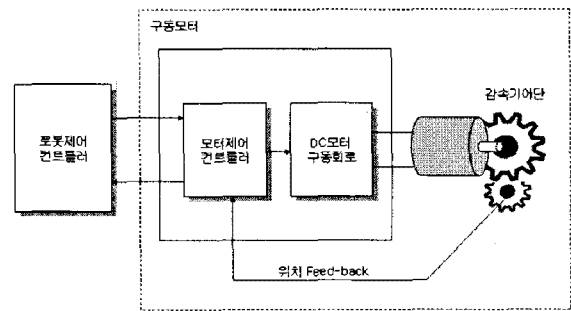 구동모터
감속기어단
로봇제어
컨트롤러
모터제어
컨트롤러
DC모터
구동회로
위치 Feed-back